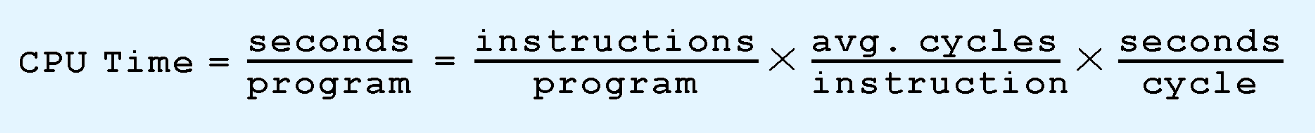 CPU Time = seconds/program = instructions/program × avg. cycles/instruction × seconds/cycle